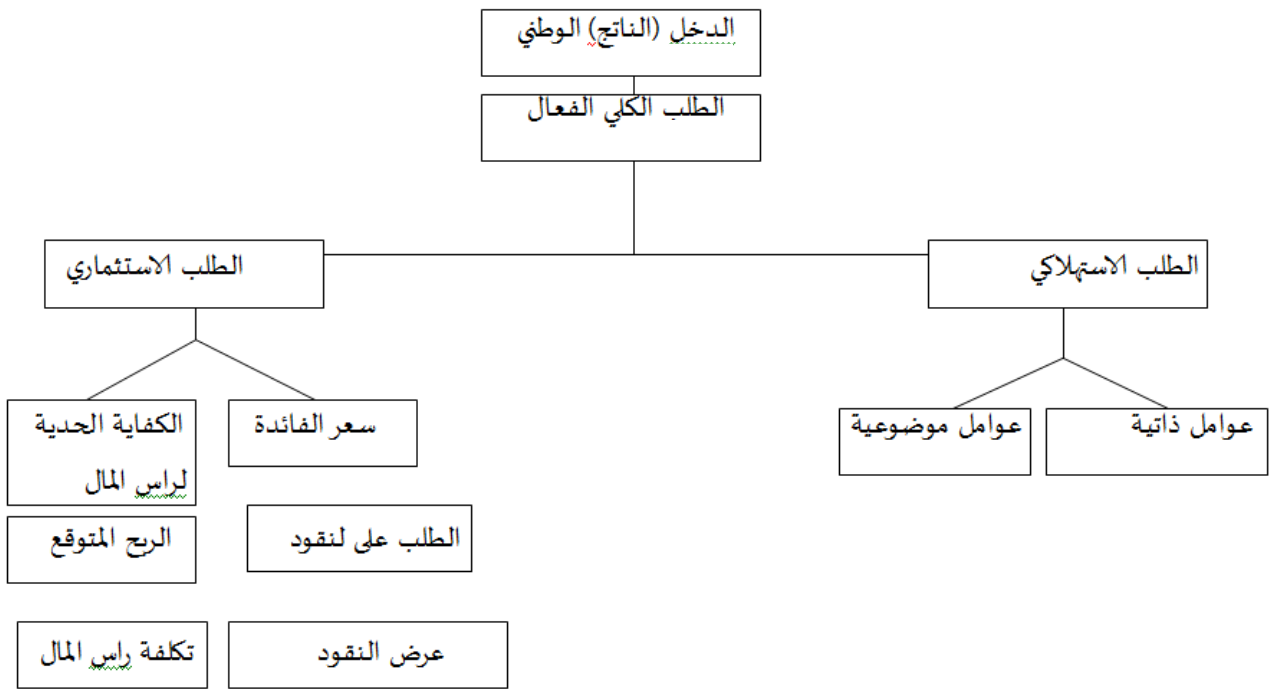 الدخل (الناتج) الوطني
الطلب الكلي الفعال
الطلب الاستهلاكي
الطلب الاستثماري
عوامل ذاتية
عوامل موضوعية
سعر الفائدة
الكفاية الحدية
لراس المال
الطلب على لنقود
الربح المتوقع
عرض النقود
تكلفة راس المال